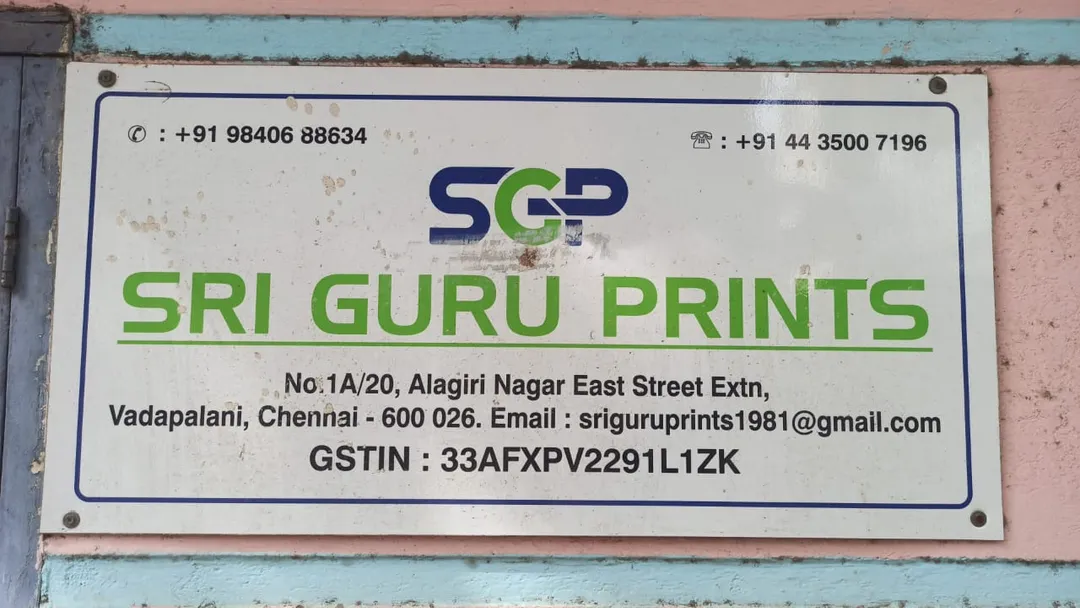 ✆ : +91 98406 88634
☏ : +91 44 3500 7196
SGP
SRI GURU PRINTS
No.1A/20, Alagiri Nagar East Street Extn,
Vadapalani, Chennai - 600 026. Email : sriguruprints1981@gmail.com
GSTIN : 33AFXPV2291L1ZK